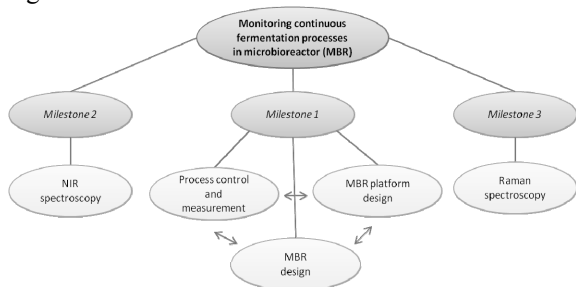 Monitoring continuous
fermentation processes
in microbioreactor (MBR)
Milestone 2
Milestone 1
Milestone 3
NIR
spectroscopy
Process control
and
measurement
MBR platform
design
Raman
spectroscopy
MBR
design